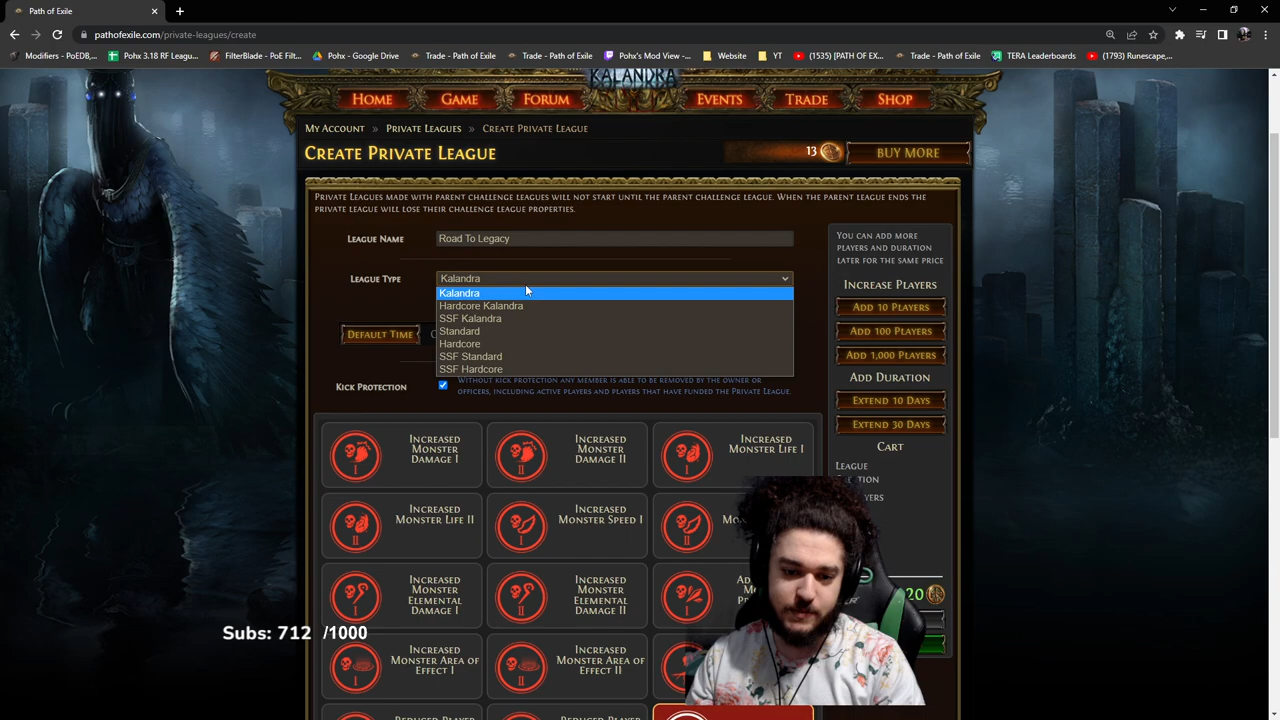 Path of Exile
pathofexile.com/private-leagues/create
Modifiers - PoEDB,...
Pohx 3.18 RF Leagu...
FilterBlade - PoE Filt...
Pohx - Google Drive
Trade - Path of Exile
Trade - Path of Exile
Pohx's Mod View -...
Website
YT
(1535) [PATH OF EX...
Trade - Path of Exile
TERA Leaderboards
(1793) Runescape,...
KALANDRA
Home
Game
Forum
Events
Trade
Shop
My Account » Private Leagues » Create Private League
Create Private League
13
BUY MORE
Private Leagues made with parent challenge leagues will not start until the parent challenge league. When the parent league ends the
private league will lose their challenge league properties.
League Name
Road To Legacy
League Type
Kalandra
Kalandra
Hardcore Kalandra
SSF Kalandra
Standard
Hardcore
SSF Standard
SSF Hardcore
Default Time
Kick Protection
Without kick protection any member is able to be removed by the owner or
officers, including active players and players that have funded the Private League.
You can add more
players and duration
later for the same price
Increase Players
Add 10 Players
Add 100 Players
Add 1,000 Players
Add Duration
Extend 10 Days
Extend 30 Days
Cart
League
20
Increased
Monster
Damage I
Increased
Monster
Damage II
Increased
Monster Life I
Increased
Monster Life II
Increased
Monster Speed I
Increased
Monster
Elemental
Damage I
Increased
Monster
Elemental
Damage II
Increased
Monster Area of
Effect I
Increased
Monster Area of
Effect II
Subs: 712 /1000